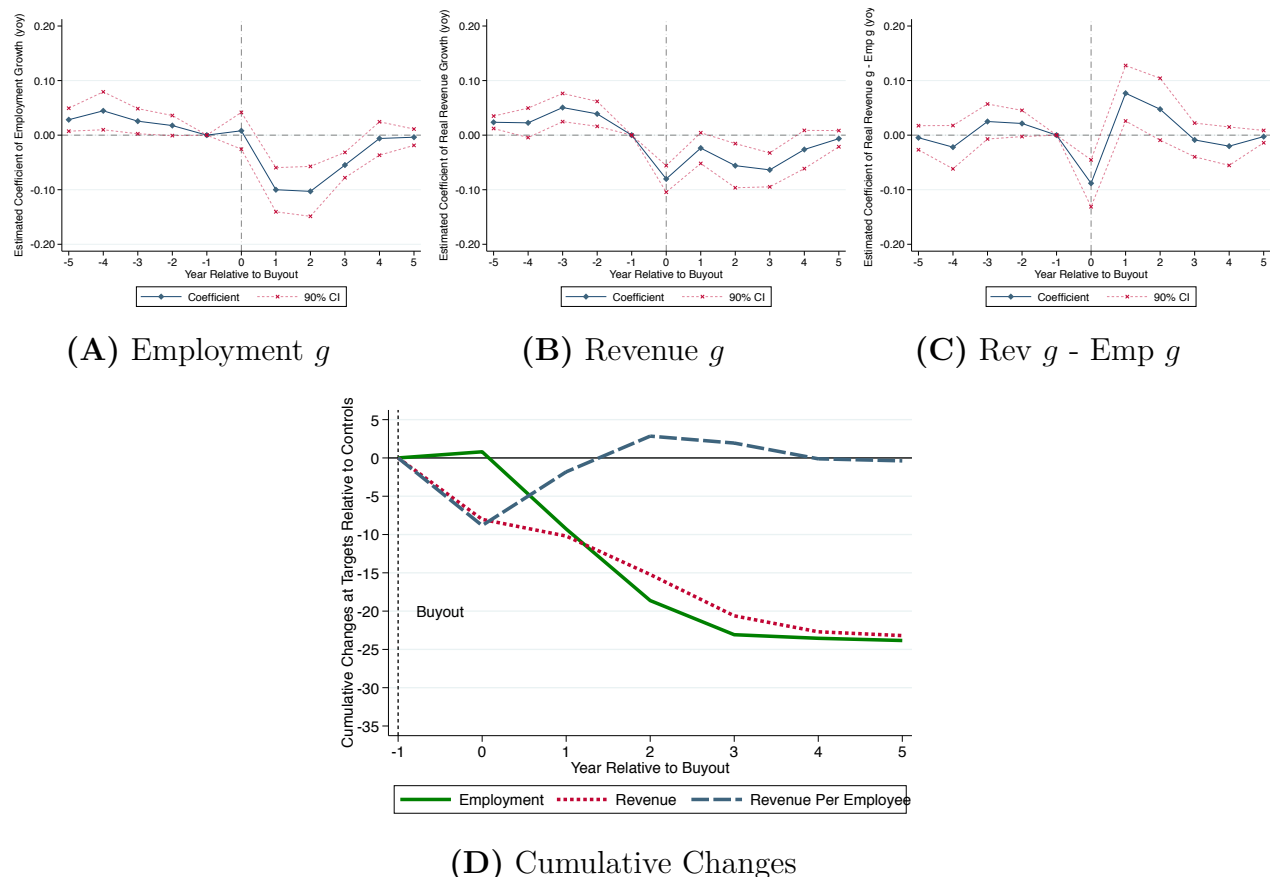 Estimated Coefficient of Employment Growth (yoy)
0.20
0.10
0.00
-0.10
-0.20
-5 -4 -3 -2 -1 0 1 2 3 4 5
Year Relative to Buyout
Coefficient 90% CI
(A) Employment g
Estimated Coefficient of Real Revenue Growth (yoy)
0.20
0.10
0.00
-0.10
-0.20
-5 -4 -3 -2 -1 0 1 2 3 4 5
Year Relative to Buyout
Coefficient 90% CI
(B) Revenue g
Estimated Coefficient of Real Revenue g - Emp g (yoy)
0.20
0.10
0.00
-0.10
-0.20
-5 -4 -3 -2 -1 0 1 2 3 4 5
Year Relative to Buyout
Coefficient 90% CI
(C) Rev g - Emp g
Cumulative Changes at Targets Relative to Controls
5
0
-5
-10
-15
-20
-25
-30
-35
Buyout
-1 0 1 2 3 4 5
Year Relative to Buyout
Employment Revenue Revenue Per Employee
(D) Cumulative Changes